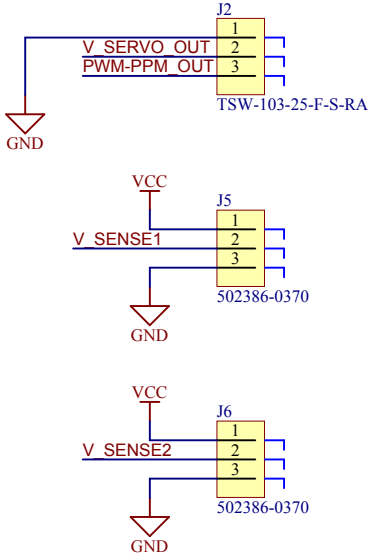 J2
1
V_SERVO_OUT 2
PWM-PPM_OUT 3
TSW-103-25-F-S-RA
GND
VCC
J5
1
V_SENSE1 2
3
502386-0370
GND
VCC
J6
1
V_SENSE2 2
3
502386-0370
GND